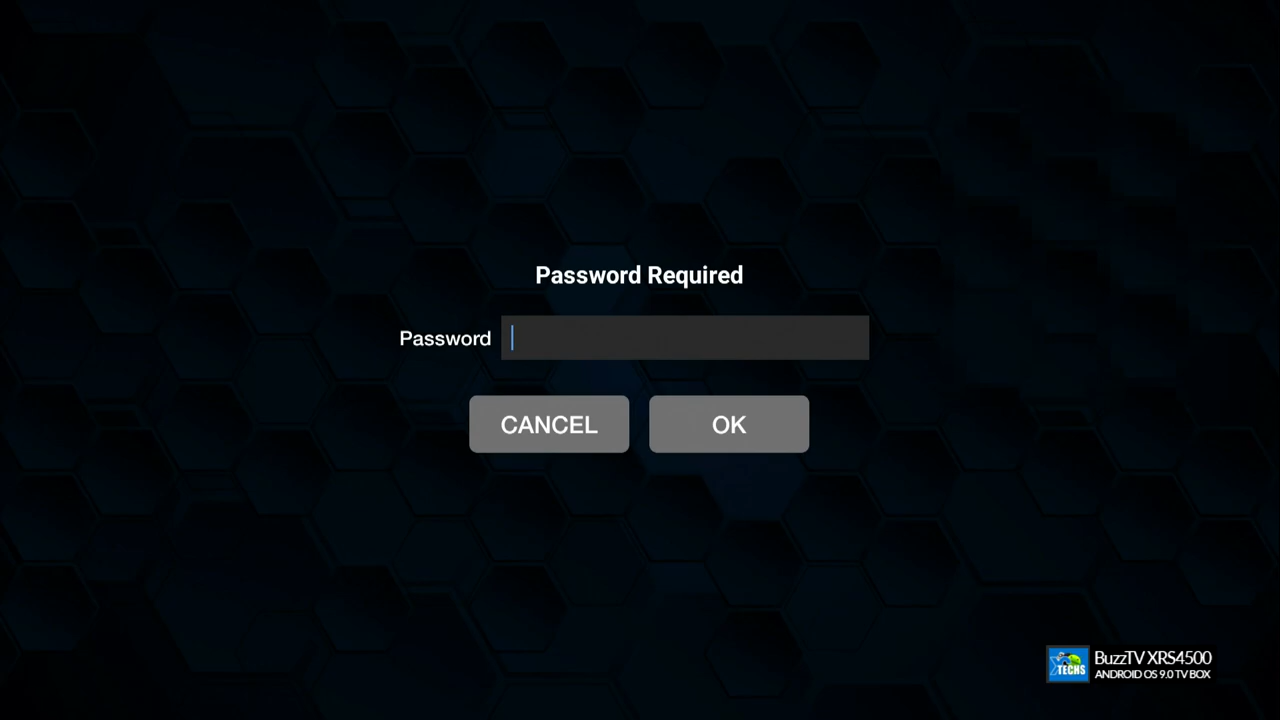 Password Required
Password
CANCEL
OK
TECHS
BuzzTV XRS4500
ANDROID OS 9.0 TV BOX